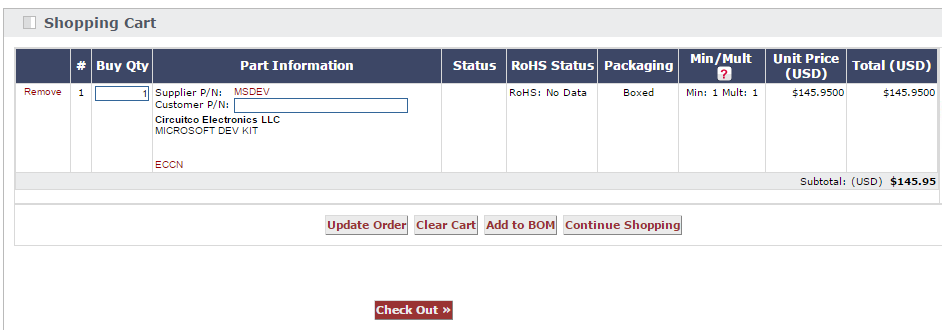 Shopping Cart
# Buy Qty Part Information Status RoHS Status Packaging Min/Mult ? Unit Price (USD) Total (USD)
Remove 1 1 Supplier P/N: MSDEV RoHS: No Data Boxed Min: 1 Mult: 1 $145.9500 $145.9500
Customer P/N:
Circuitco Electronics LLC
MICROSOFT DEV KIT
ECCN
Subtotal: (USD) $145.95
Update Order Clear Cart Add to BOM Continue Shopping
Check Out »